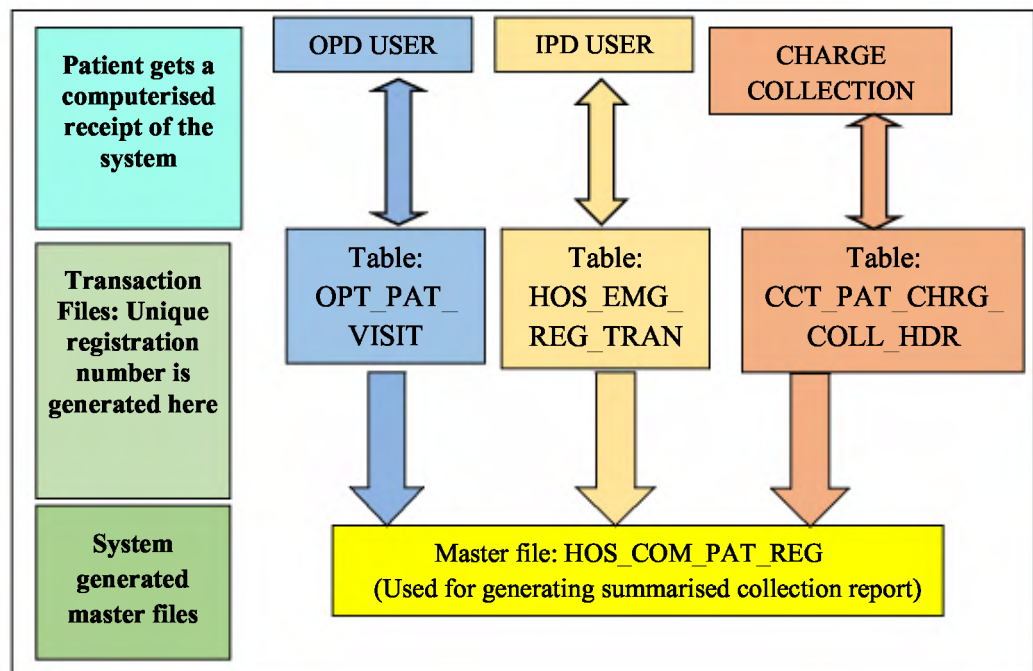 Patient gets a
computerised
receipt of the
system
OPD USER
IPD USER
CHARGE
COLLECTION
Transaction
Files: Unique
registration
number is
generated here
Table:
OPT_PAT_
VISIT
Table:
HOS_EMG_
REG_TRAN
Table:
CCT_PAT_CHRG_
COLL_HDR
System
generated
master files
Master file: HOS_COM_PAT_REG
(Used for generating summarised collection report)